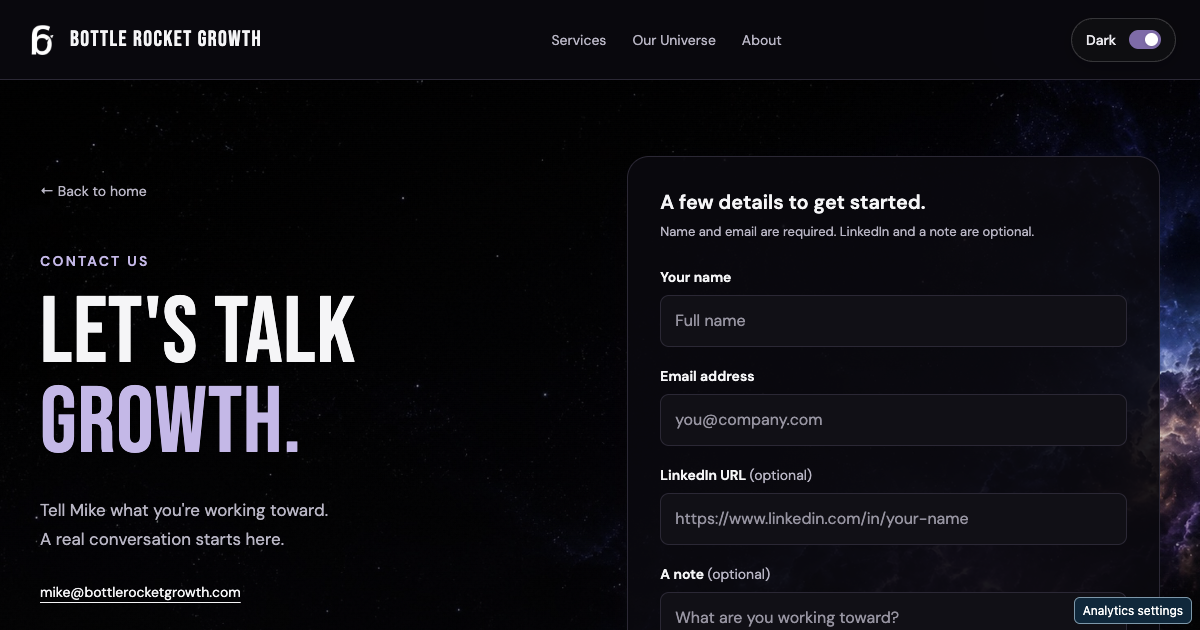 BOTTLE ROCKET GROWTH
Services
Our Universe
About
Dark
← Back to home
CONTACT US
LET'S TALK
GROWTH.
Tell Mike what you're working toward.
A real conversation starts here.
mike@bottlerocketgrowth.com
A few details to get started.
Name and email are required. LinkedIn and a note are optional.
Your name
Full name
Email address
you@company.com
LinkedIn URL (optional)
https://www.linkedin.com/in/your-name
A note (optional)
What are you working toward?
Analytics settings